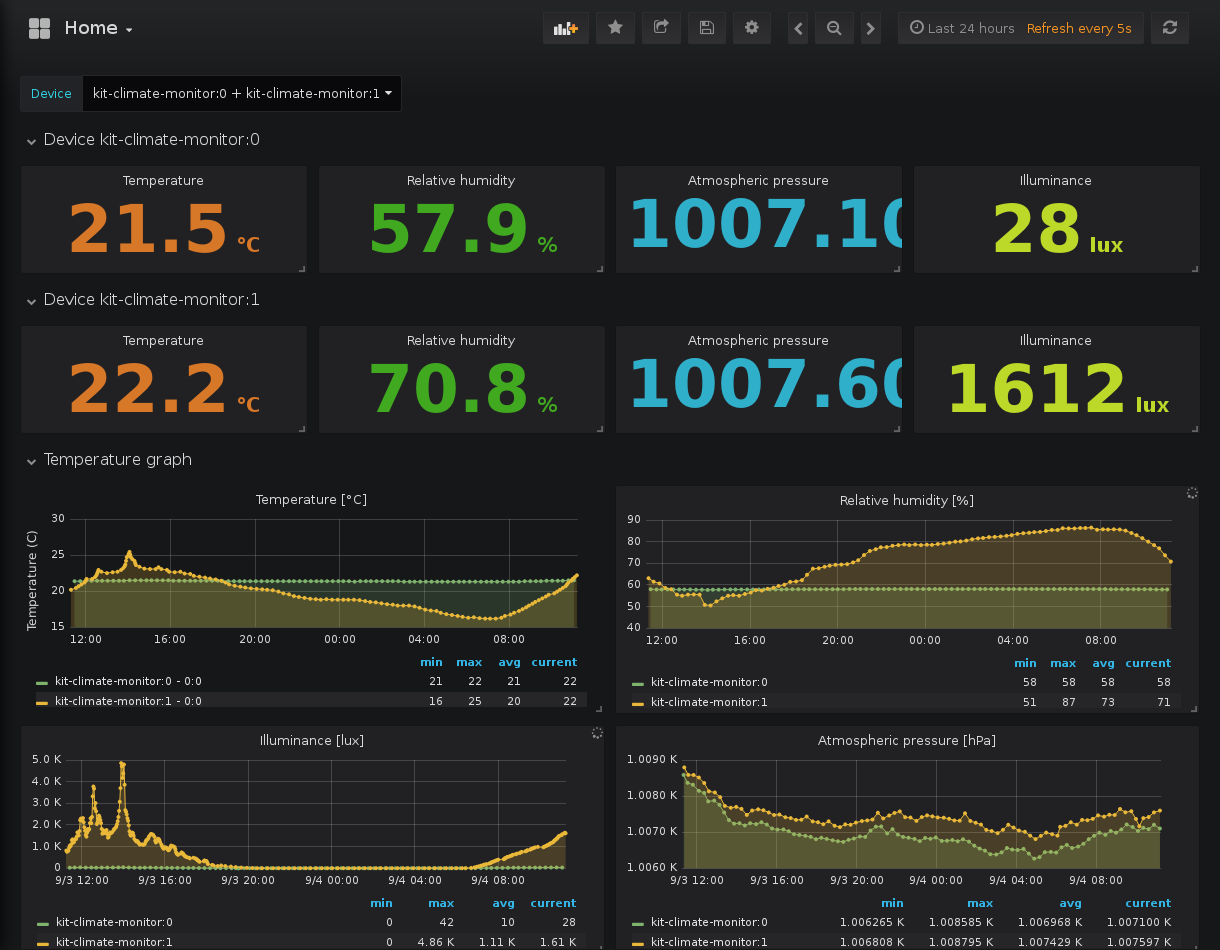 Home
Last 24 hours Refresh every 5s
Device kit-climate-monitor:0 + kit-climate-monitor:1
Device kit-climate-monitor:0
Temperature Relative humidity Atmospheric pressure Illuminance
21.5 °C 57.9 % 1007.10 28 lux
Device kit-climate-monitor:1
Temperature Relative humidity Atmospheric pressure Illuminance
22.2 °C 70.8 % 1007.60 1612 lux
Temperature graph
Temperature [°C]
Temperature (C)
30
25
20
15
12:00 16:00 20:00 00:00 04:00 08:00
min max avg current
kit-climate-monitor:0 - 0:0 21 22 21 22
kit-climate-monitor:1 - 0:0 16 25 20 22
Relative humidity [%]
90
80
70
60
50
40
12:00 16:00 20:00 00:00 04:00 08:00
min max avg current
kit-climate-monitor:0 58 58 58 58
kit-climate-monitor:1 51 87 73 71
Illuminance [lux]
5.0 K
4.0 K
3.0 K
2.0 K
1.0 K
0
9/3 12:00 9/3 16:00 9/3 20:00 9/4 00:00 9/4 04:00 9/4 08:00
min max avg current
kit-climate-monitor:0 0 42 10 28
kit-climate-monitor:1 0 4.86 K 1.11 K 1.61 K
Atmospheric pressure [hPa]
1.0090 K
1.0080 K
1.0070 K
1.0060 K
9/3 12:00 9/3 16:00 9/3 20:00 9/4 00:00 9/4 04:00 9/4 08:00
min max avg current
kit-climate-monitor:0 1.006265 K 1.008585 K 1.006968 K 1.007100 K
kit-climate-monitor:1 1.006808 K 1.008795 K 1.007429 K 1.007597 K